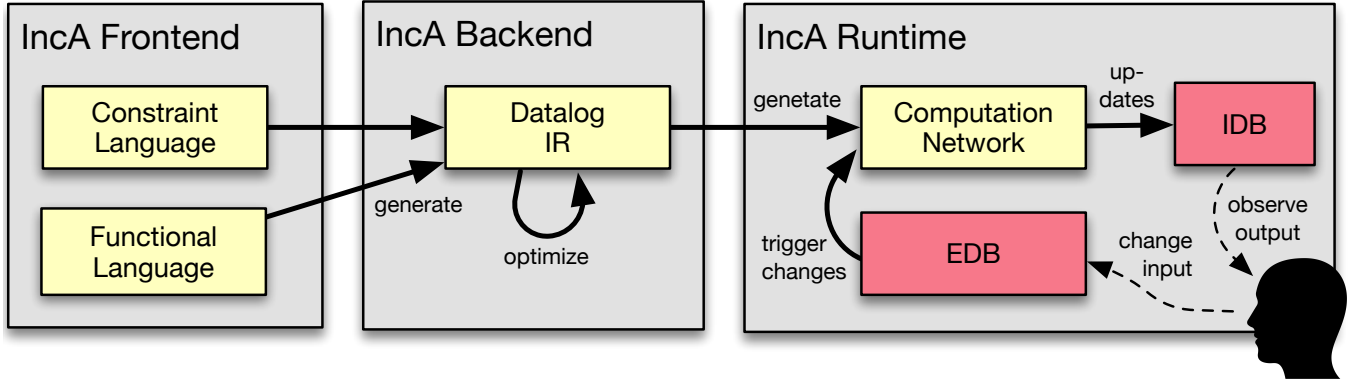 IncA Frontend
Constraint
Language
Functional
Language
IncA Backend
Datalog
IR
generate
optimize
IncA Runtime
genetate
Computation
Network
up-
dates
IDB
trigger
changes
EDB
change
input
observe
output